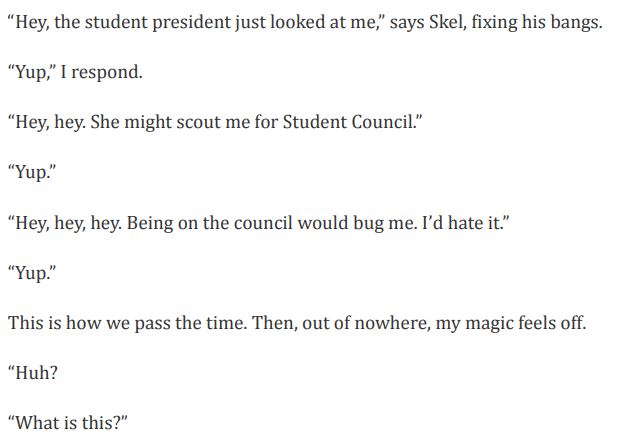 “Hey, the student president just looked at me,” says Skel, fixing his bangs.
“Yup,” I respond.
“Hey, hey. She might scout me for Student Council.”
“Yup.”
“Hey, hey, hey. Being on the council would bug me. I’d hate it.”
“Yup.”
This is how we pass the time. Then, out of nowhere, my magic feels off.
“Huh?
“What is this?”